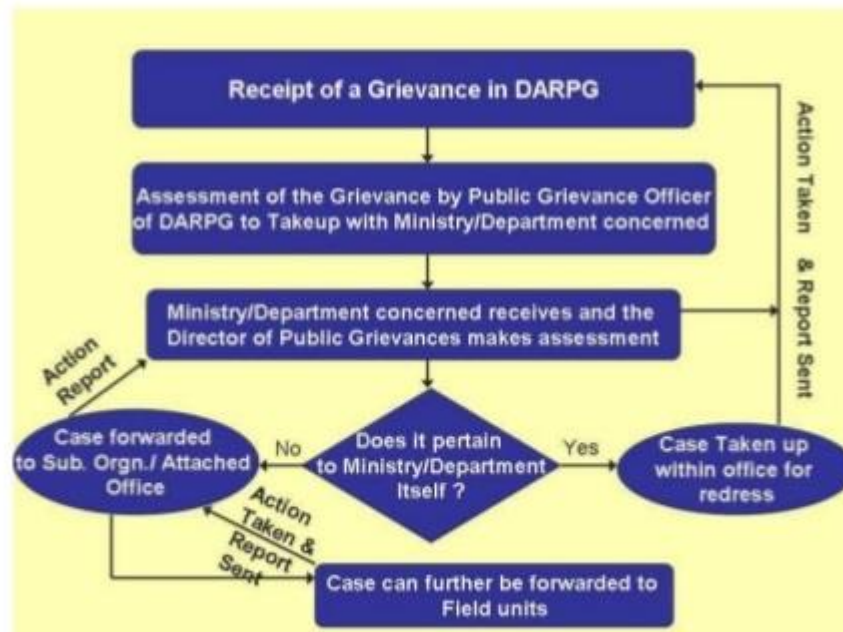 Receipt of a Grievance in DARPG
Assessment of the Grievance by Public Grievance Officer
of DARPG to Takeup with Ministry/Department concerned
Ministry/Department concerned receives and the
Director of Public Grievances makes assessment
Action Taken & Report Sent
Action
Report
Case forwarded
to Sub. Orgn./ Attached
Office
No
Does it pertain
to Ministry/Department
Itself ?
Yes
Case Taken up
within office for
redress
Action
Taken &
Report
Sent
Case can further be forwarded to
Field units